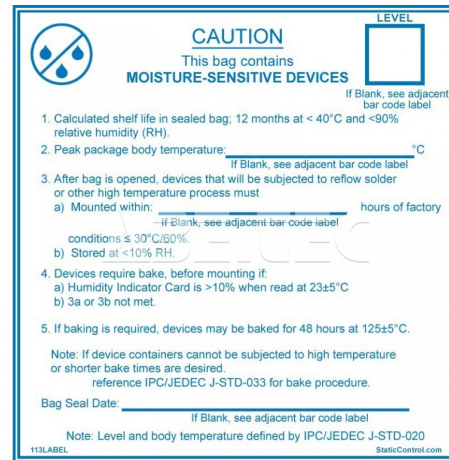 LEVEL
CAUTION
This bag contains
MOISTURE-SENSITIVE DEVICES
If Blank, see adjacent
bar code label
1. Calculated shelf life in sealed bag; 12 months at < 40°C and <90%
relative humidity (RH).
2. Peak package body temperature: °C
If Blank, see adjacent bar code label
3. After bag is opened, devices that will be subjected to reflow solder
or other high temperature process must
a) Mounted within: hours of factory
If Blank, see adjacent bar code label
conditions ≤ 30°C/60%.
b) Stored at <10% RH.
4. Devices require bake, before mounting if:
a) Humidity Indicator Card is >10% when read at 23±5°C
b) 3a or 3b not met.
5. If baking is required, devices may be baked for 48 hours at 125±5°C.
Note: If device containers cannot be subjected to high temperature
or shorter bake times are desired.
reference IPC/JEDEC J-STD-033 for bake procedure.
Bag Seal Date:
If Blank, see adjacent bar code label
Note: Level and body temperature defined by IPC/JEDEC J-STD-020
113LABEL StaticControl.com